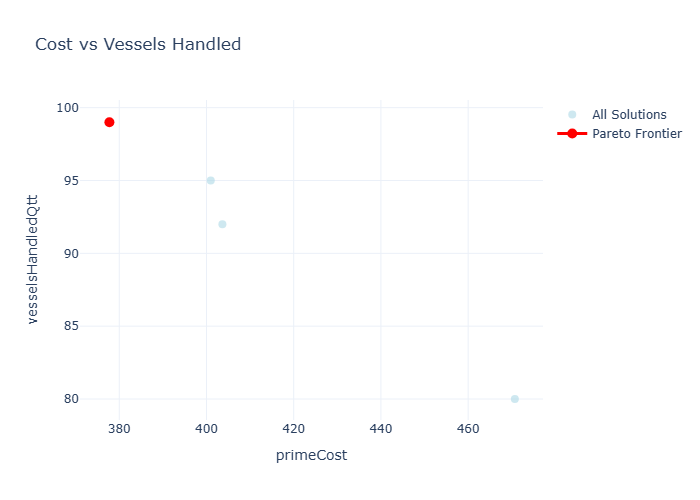 Cost vs Vessels Handled
All Solutions
Pareto Frontier
vesselsHandledQtt
100
95
90
85
80
380
400
420
440
460
primeCost